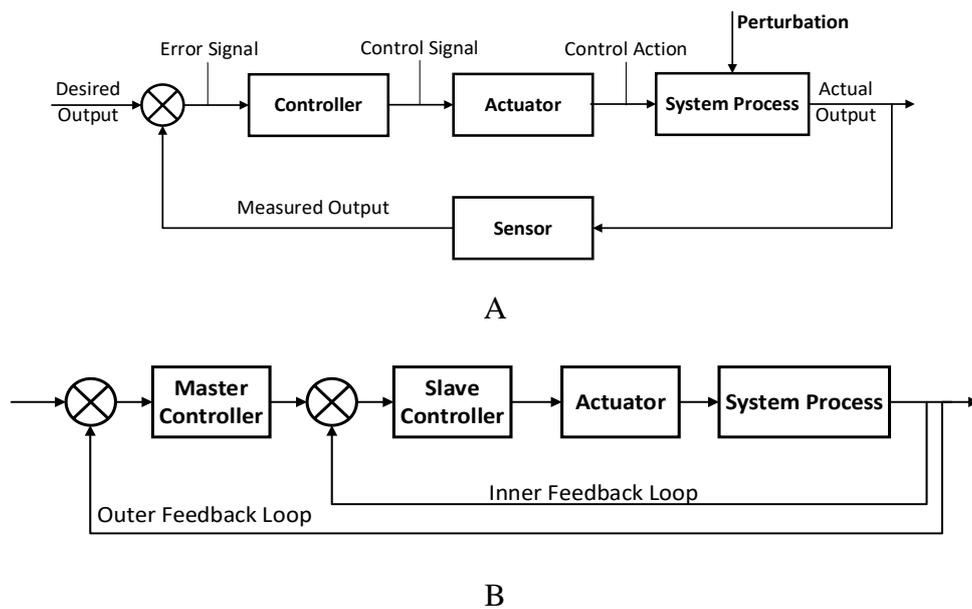 Perturbation
Error Signal
Control Signal
Control Action
Desired
Output
Controller
Actuator
System Process
Actual
Output
Measured Output
Sensor
A
Master
Controller
Slave
Controller
Actuator
System Process
Inner Feedback Loop
Outer Feedback Loop
B